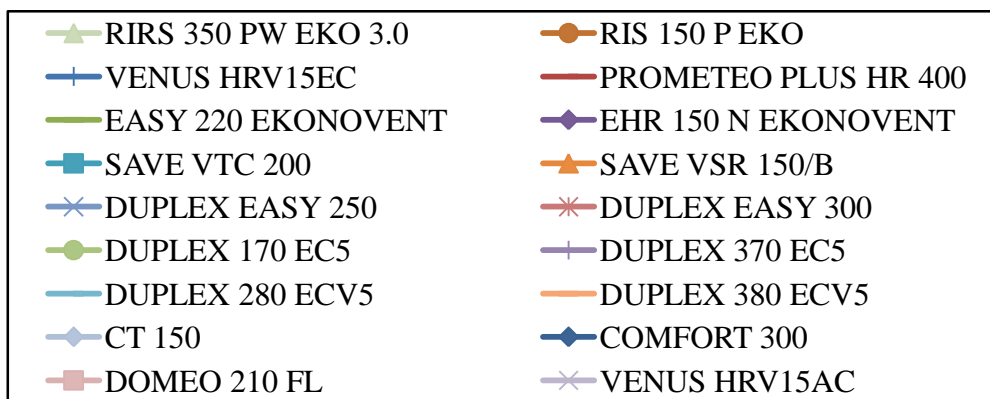 RIRS 350 PW EKO 3.0 RIS 150 P EKO
VENUS HRV15EC PROMETEO PLUS HR 400
EASY 220 EKONOVENT EHR 150 N EKONOVENT
SAVE VTC 200 SAVE VSR 150/B
DUPLEX EASY 250 DUPLEX EASY 300
DUPLEX 170 EC5 DUPLEX 370 EC5
DUPLEX 280 ECV5 DUPLEX 380 ECV5
CT 150 COMFORT 300
DOMEO 210 FL VENUS HRV15AC